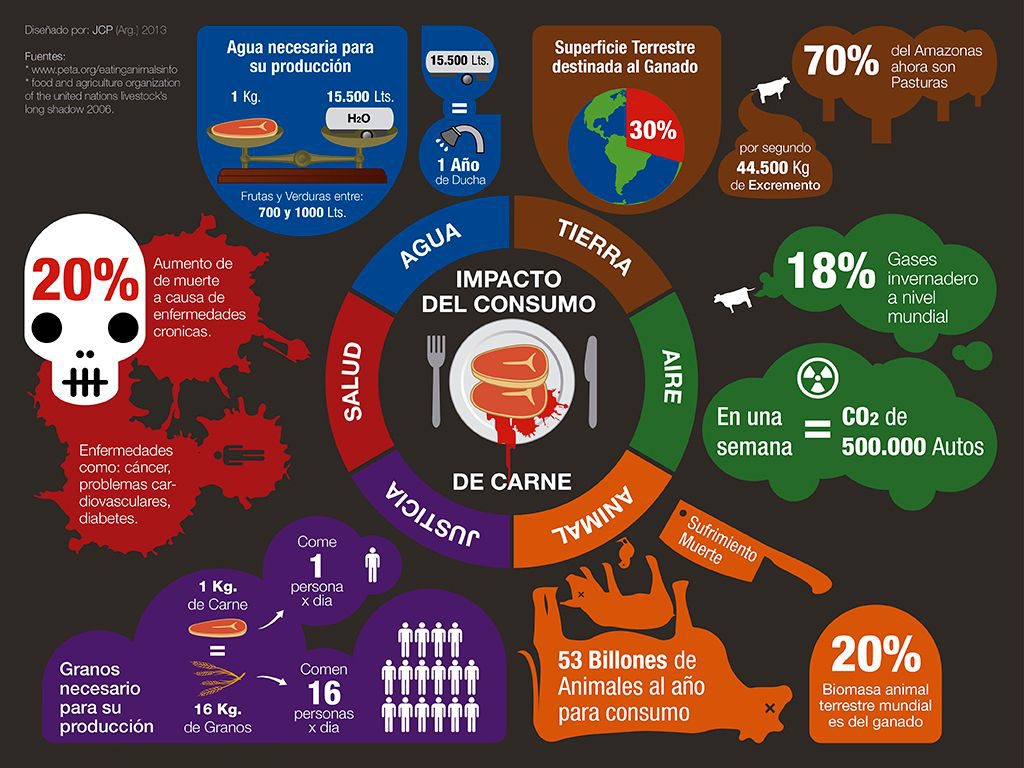 Diseñado por: JCP (Arg.) 2013
Fuentes:
* www.peta.org/eatinganimalsinfo
* food and agriculture organization
of the united nations livestock's
long shadow 2006.
Agua necesaria para
su producción
1 Kg.
15.500 Lts.
H2O
Frutas y Verduras entre:
700 y 1000 Lts.
15.500 Lts.
=
1 Año
de Ducha
Superficie Terrestre
destinada al Ganado
30%
70%
del Amazonas
ahora son
Pasturas
por segundo
44.500 Kg
de Excremento
AGUA
TIERRA
AIRE
ANIMAL
JUSTICIA
SALUD
IMPACTO
DEL CONSUMO
DE CARNE
20%
Aumento de
de muerte
a causa de
enfermedades
cronicas.
Enfermedades
como: cáncer,
problemas car-
diovasculares,
diabetes.
18%
Gases
invernadero
a nivel
mundial
En una
semana
=
CO2 de
500.000 Autos
Sufrimiento
Muerte
53 Billones de
Animales al año
para consumo
20%
Biomasa animal
terrestre mundial
es del ganado
Granos
necesario
para su
producción
1 Kg.
de Carne
=
16 Kg.
de Granos
Come
1
persona
x dia
Comen
16
personas
x dia